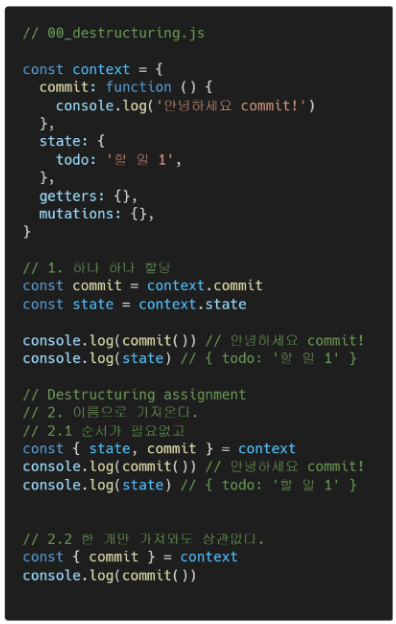 // 00_destructuring.js
const context = {
commit: function () {
console.log('안녕하세요 commit!')
},
state: {
todo: '할 일 1',
},
getters: {},
mutations: {},
}
// 1. 하나 하나 할당
const commit = context.commit
const state = context.state
console.log(commit()) // 안녕하세요 commit!
console.log(state) // { todo: '할 일 1' }
// Destructuring assignment
// 2. 이름으로 가져온다.
// 2.1 순서가 필요없고
const { state, commit } = context
console.log(commit()) // 안녕하세요 commit!
console.log(state) // { todo: '할 일 1' }
// 2.2 한 개만 가져와도 상관없다.
const { commit } = context
console.log(commit())